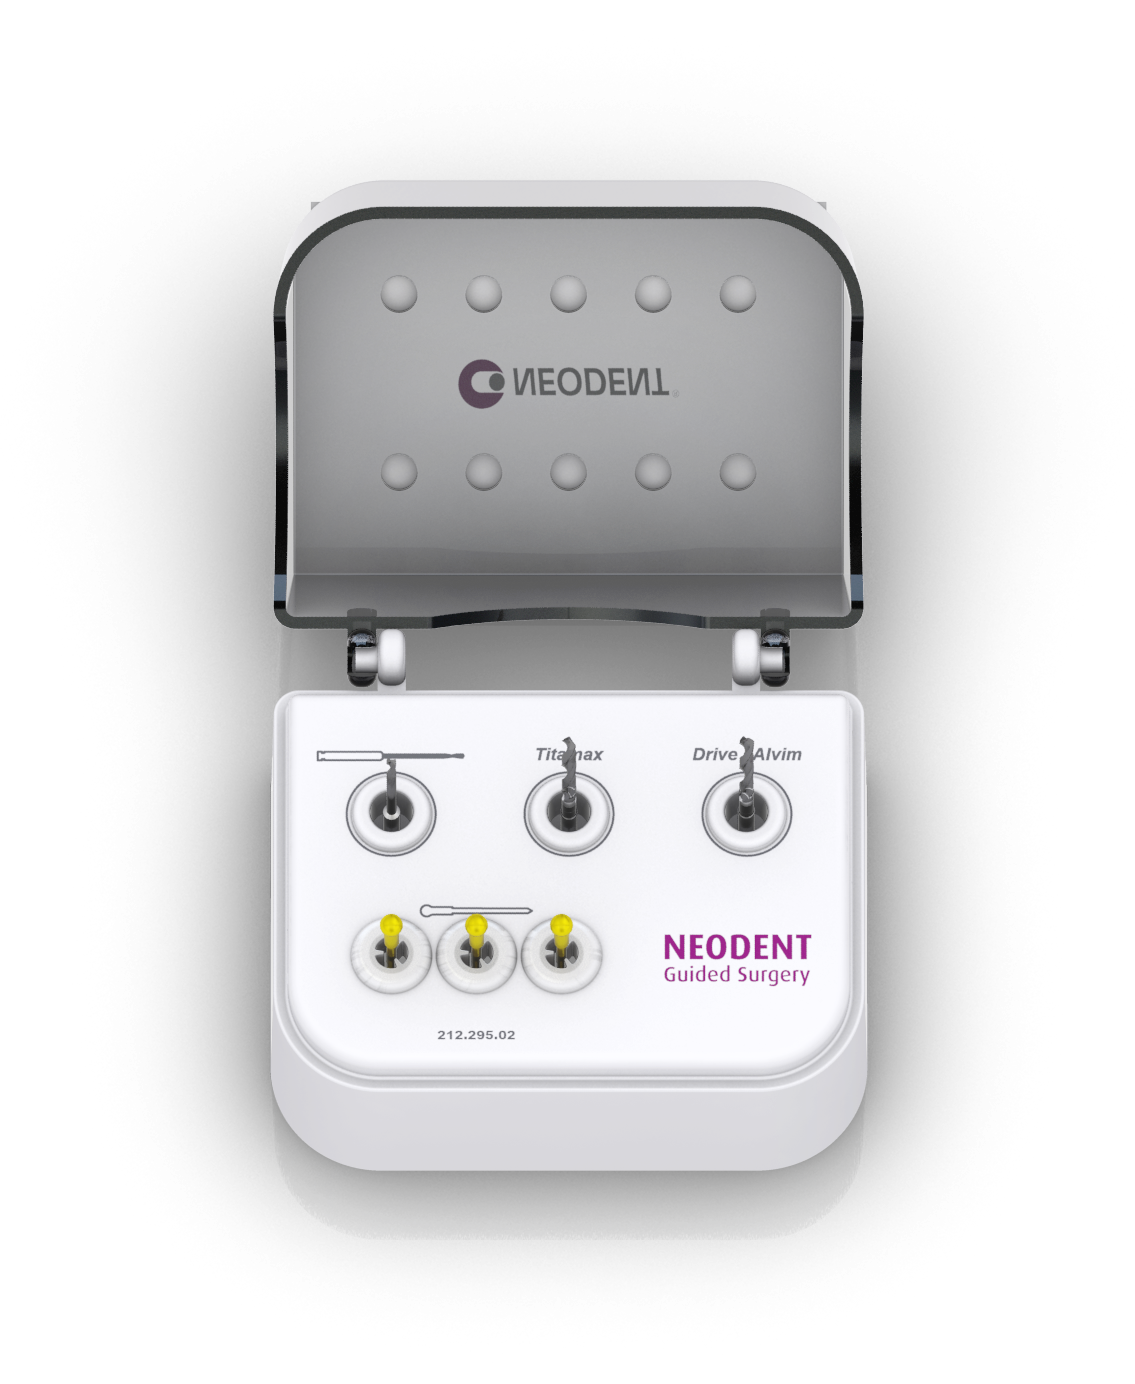 NEODENT®
Titamax
Drive Alvim
NEODENT
Guided Surgery
212.295.02